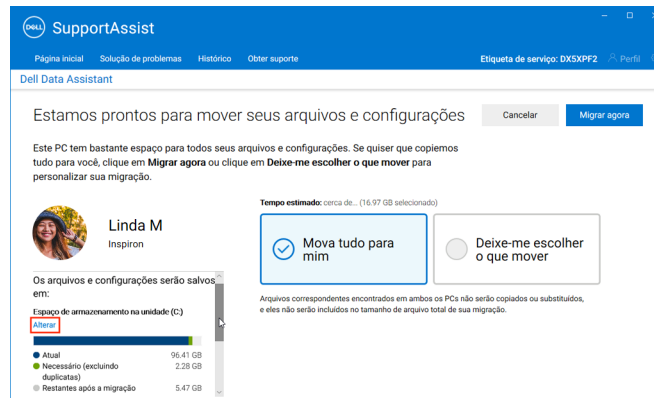 DELL SupportAssist
Página inicial Solução de problemas Histórico Obter suporte Etiqueta de serviço: DX5XPF2 Perfil
Dell Data Assistant
Estamos prontos para mover seus arquivos e configurações
Cancelar Migrar agora
Este PC tem bastante espaço para todos seus arquivos e configurações. Se quiser que copiemos
tudo para você, clique em Migrar agora ou clique em Deixe-me escolher o que mover para
personalizar sua migração.
Linda M
Inspiron
Os arquivos e configurações serão salvos
em:
Espaço de armazenamento na unidade (C:)
Alterar
Atual 96.41 GB
Necessário (excluindo 2.28 GB
duplicatas)
Restantes após a migração 5.47 GB
Tempo estimado: cerca de... (16.97 GB selecionado)
Mova tudo para
mim
Deixe-me escolher
o que mover
Arquivos correspondentes encontrados em ambos os PCs não serão copiados ou substituídos,
e eles não serão incluídos no tamanho de arquivo total de sua migração.